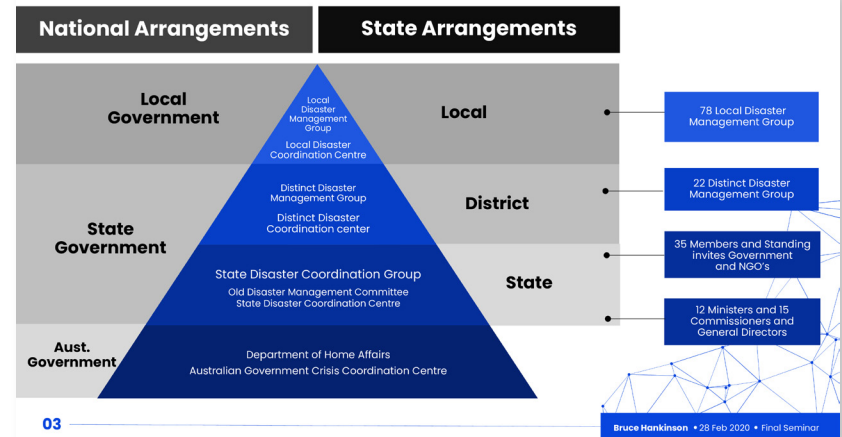 National Arrangements
State Arrangements
Local
Government
Local
Disaster
Management
Group
Local Disaster
Coordination Centre
Local
78 Local Disaster
Management Group
State
Government
Distinct Disaster
Management Group
Distinct Disaster
Coordination center
District
22 Distinct Disaster
Management Group
State Disaster Coordination Group
Old Disaster Management Committee
State Disaster Coordination Centre
State
35 Members and Standing
invites Government
and NGO's
12 Ministers and 15
Commissioners and
General Directors
Aust.
Government
Department of Home Affairs
Australian Government Crisis Coordination Centre
03
Bruce Hankinson • 28 Feb 2020 • Final Seminar